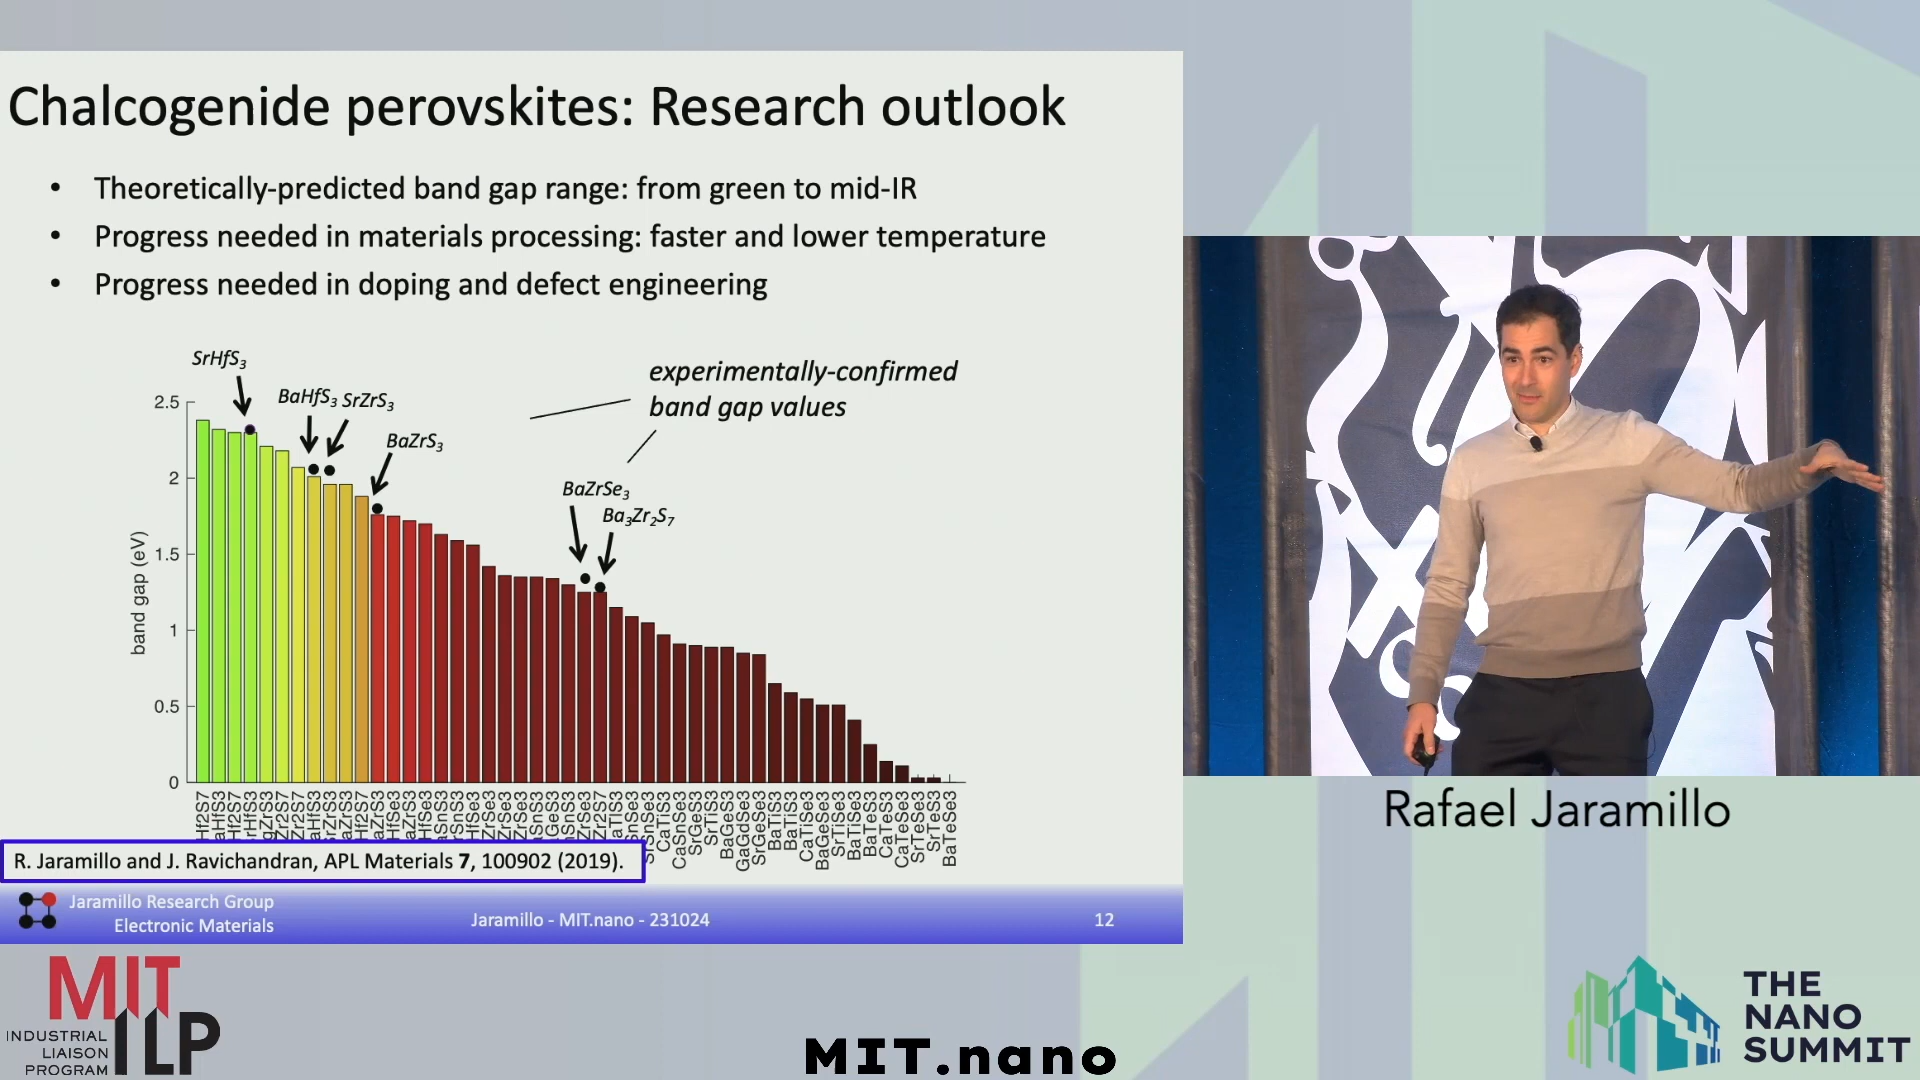 Chalcogenide perovskites: Research outlook
• Theoretically-predicted band gap range: from green to mid-IR
• Progress needed in materials processing: faster and lower temperature
• Progress needed in doping and defect engineering
SrHfS3
BaHfS3 SrZrS3
BaZrS3
experimentally-confirmed
band gap values
BaZrSe3
Ba3Zr2S7
band gap (eV)
2.5
2
1.5
1
0.5
0
CaTiS3
CaSnSe3
SrGeS3
SrTiS3
BaGeS3
GaGdSe3
SrGeSe3
BaTiS3
BaTiS3
CaTiSe3
BaGeSe3
SrTiSe3
BaTiSe3
BaTeS3
CaTeS3
CaTeSe3
SrTeSe3
SrTeS3
BaTeSe3
R. Jaramillo and J. Ravichandran, APL Materials 7, 100902 (2019).
Jaramillo Research Group
Electronic Materials
Jaramillo - MIT.nano - 231024
12
Rafael Jaramillo
MIT
ILP
INDUSTRIAL
LIAISON
PROGRAM
MIT.nano
THE
NANO
SUMMIT